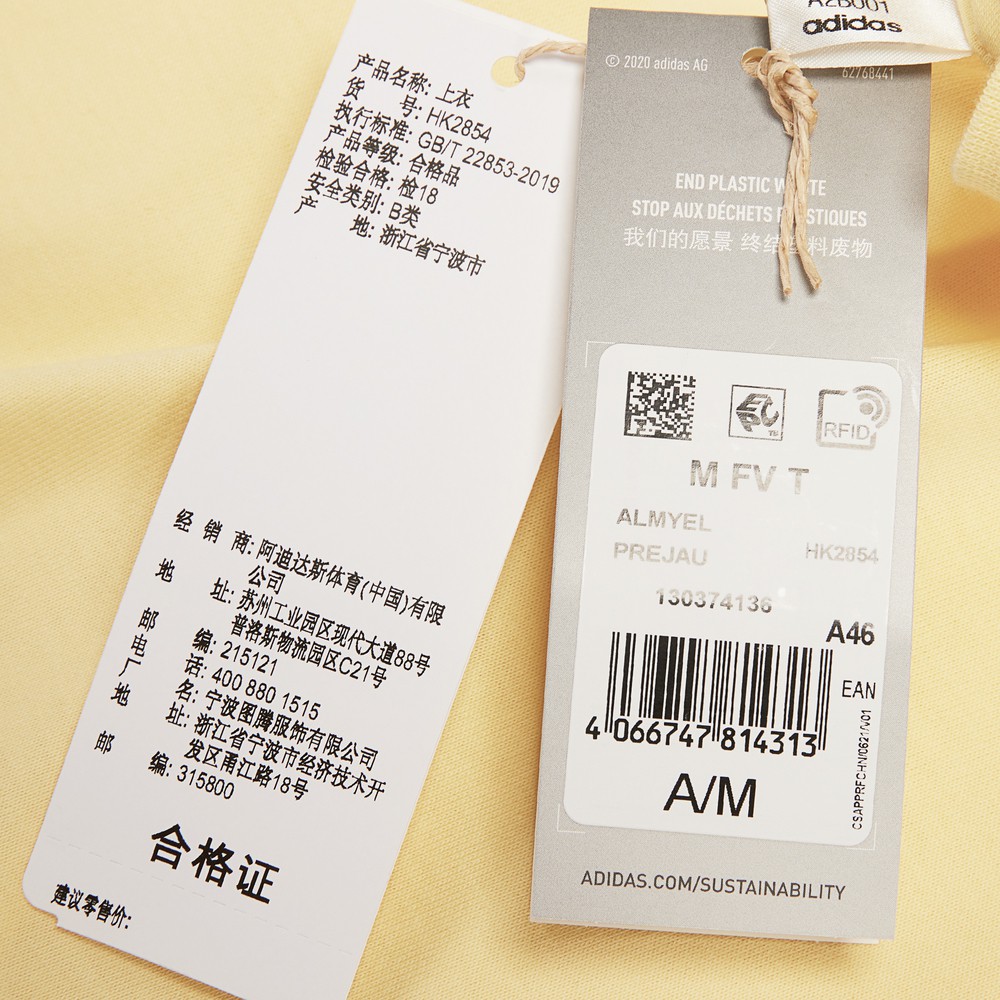 产品名称: 上衣
货 号: HK2854
执行标准: GB/T 22853-2019
产品等级: 合格品
检验合格: 检18
安全类别: B类
产 地: 浙江省宁波市
经 销 商: 阿迪达斯体育(中国)有限
公司
地 址: 苏州工业园区现代大道88号
普洛斯物流园区C21号
邮 编: 215121
电 话: 400 880 1515
厂 名: 宁波图腾服饰有限公司
地 址: 浙江省宁波市经济技术开
发区甬江路18号
邮 编: 315800
合格证
建议零售价:
A2B001
adidas
© 2020 adidas AG
62768441
END PLASTIC
STOP AUX DÉCHETS
我们的愿景 终结塑料废物
RFID
M FV T
ALMYEL
PREJAU
HK2854
130374136
A46
EAN
4 066747 814313
CSAPPRFCHN/0621/v01
A/M
ADIDAS.COM/SUSTAINABILITY